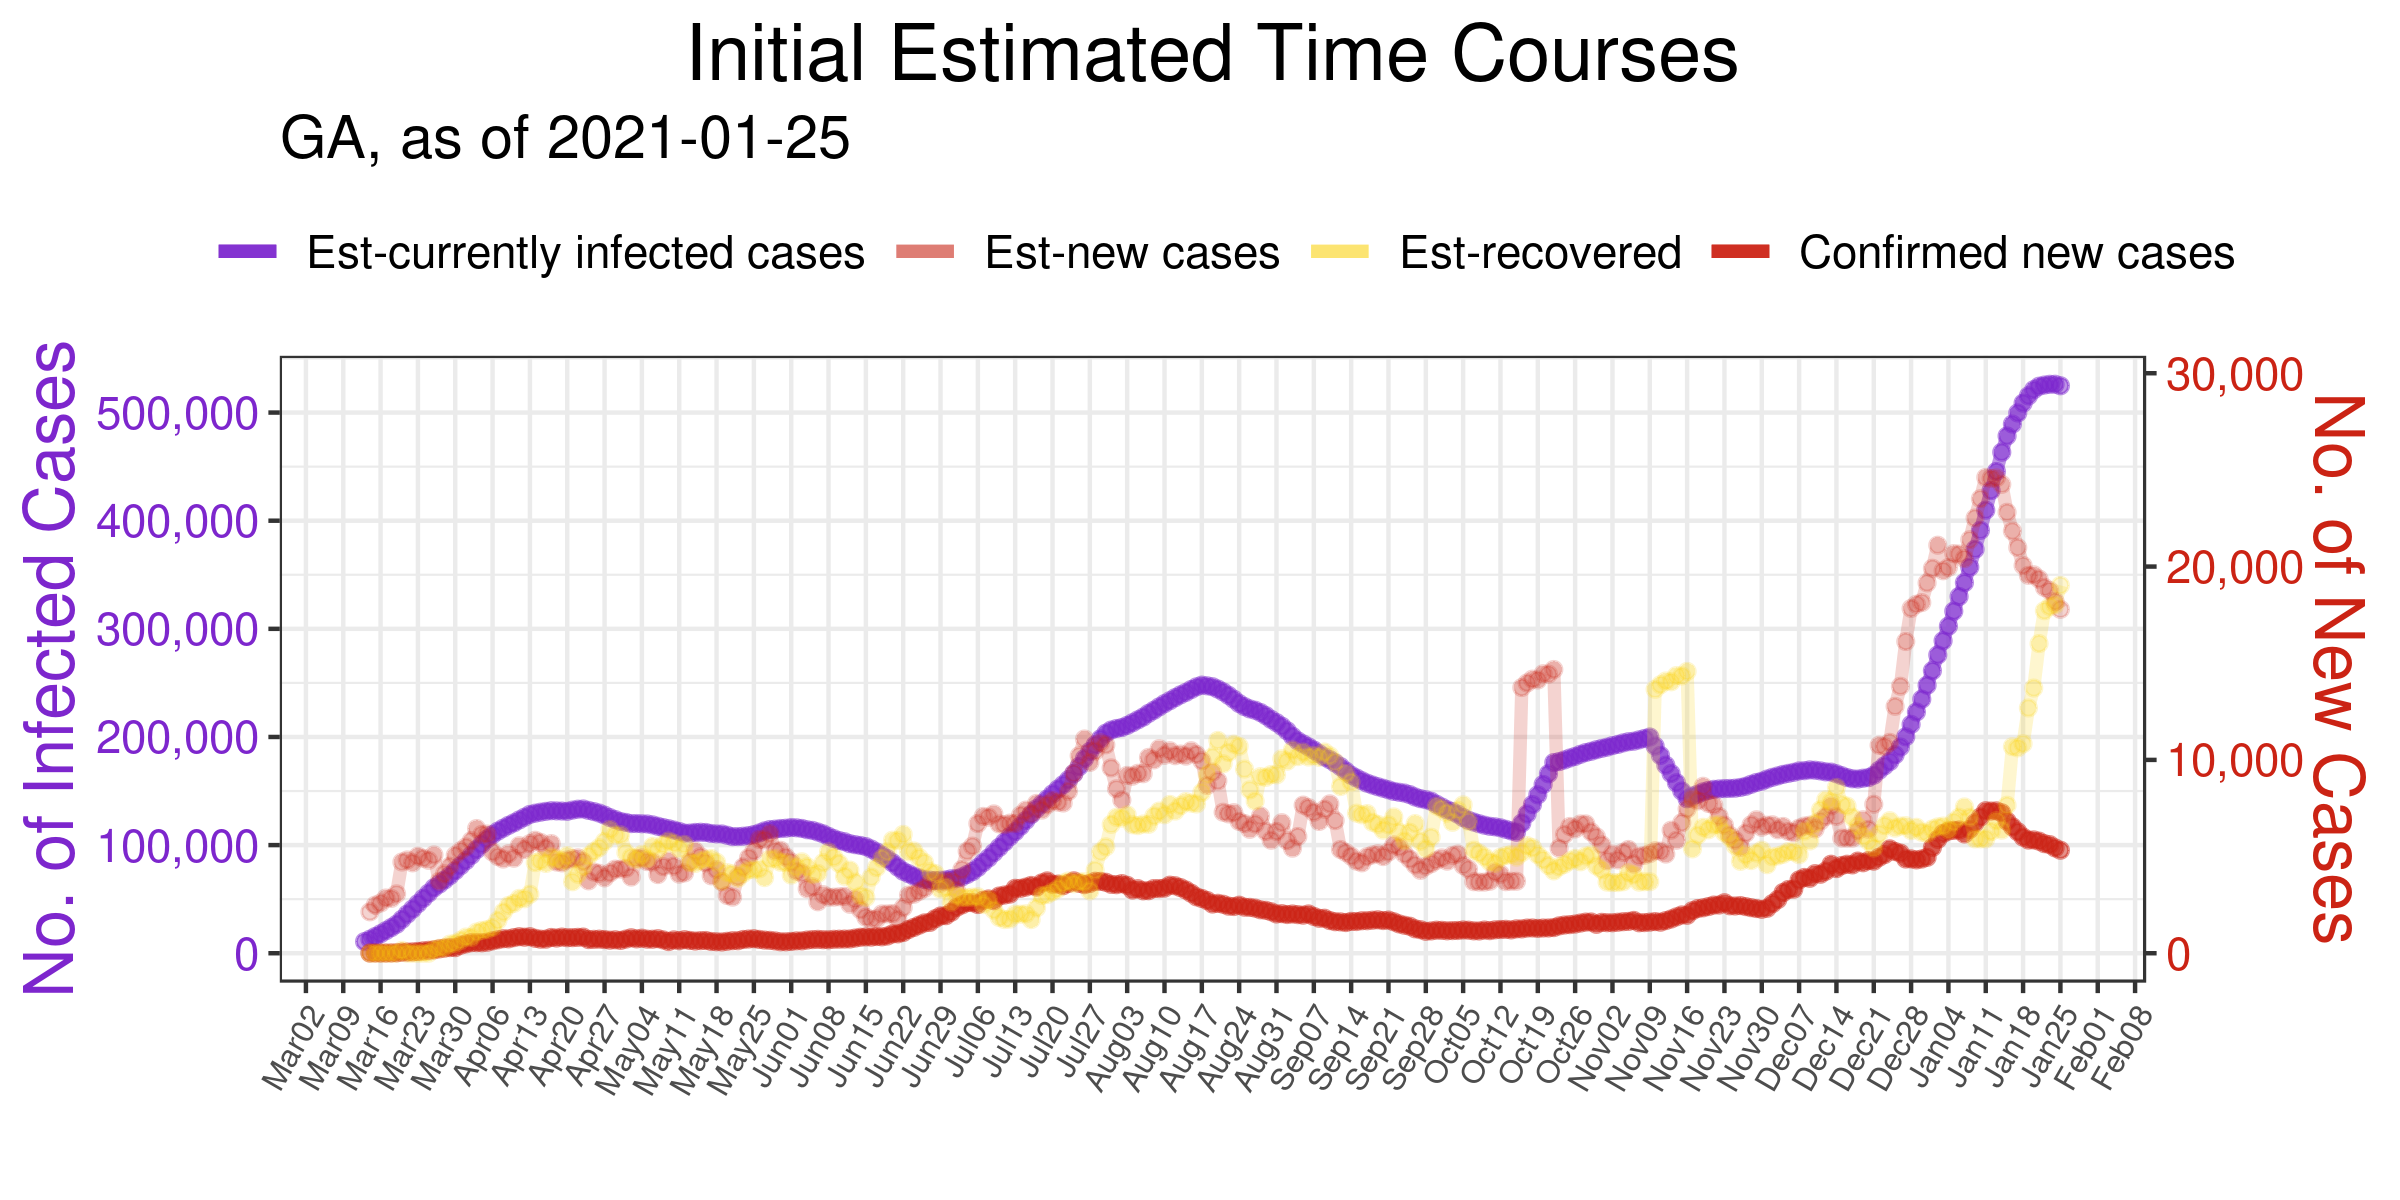 Initial Estimated Time Courses
GA, as of 2021-01-25
Est-currently infected cases Est-new cases Est-recovered Confirmed new cases
No. of Infected Cases
500,000
400,000
300,000
200,000
100,000
0
30,000
20,000
10,000
0
No. of New Cases
Mar02 Mar09 Mar16 Mar23 Mar30 Apr06 Apr13 Apr20 Apr27 May04 May11 May18 May25 Jun01 Jun08 Jun15 Jun22 Jun29 Jul06 Jul13 Jul20 Jul27 Aug03 Aug10 Aug17 Aug24 Aug31 Sep07 Sep14 Sep21 Sep28 Oct05 Oct12 Oct19 Oct26 Nov02 Nov09 Nov16 Nov23 Nov30 Dec07 Dec14 Dec21 Dec28 Jan04 Jan11 Jan18 Jan25 Feb01 Feb08